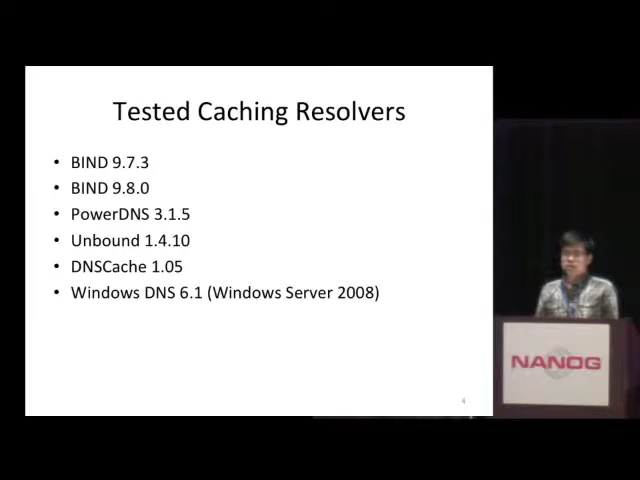 Tested Caching Resolvers
• BIND 9.7.3
• BIND 9.8.0
• PowerDNS 3.1.5
• Unbound 1.4.10
• DNSCache 1.05
• Windows DNS 6.1 (Windows Server 2008)
4
NANOG